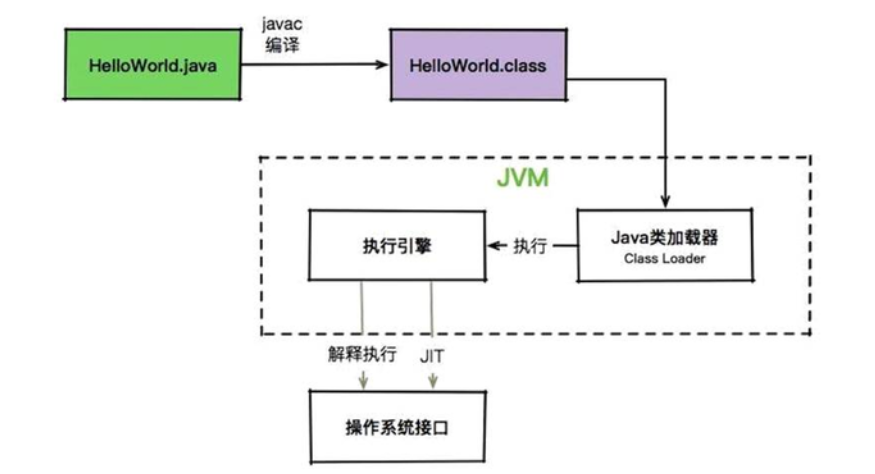 javac
编译
HelloWorld.java
HelloWorld.class
JVM
执行引擎
执行
Java类加载器
Class Loader
解释执行
JIT
操作系统接口